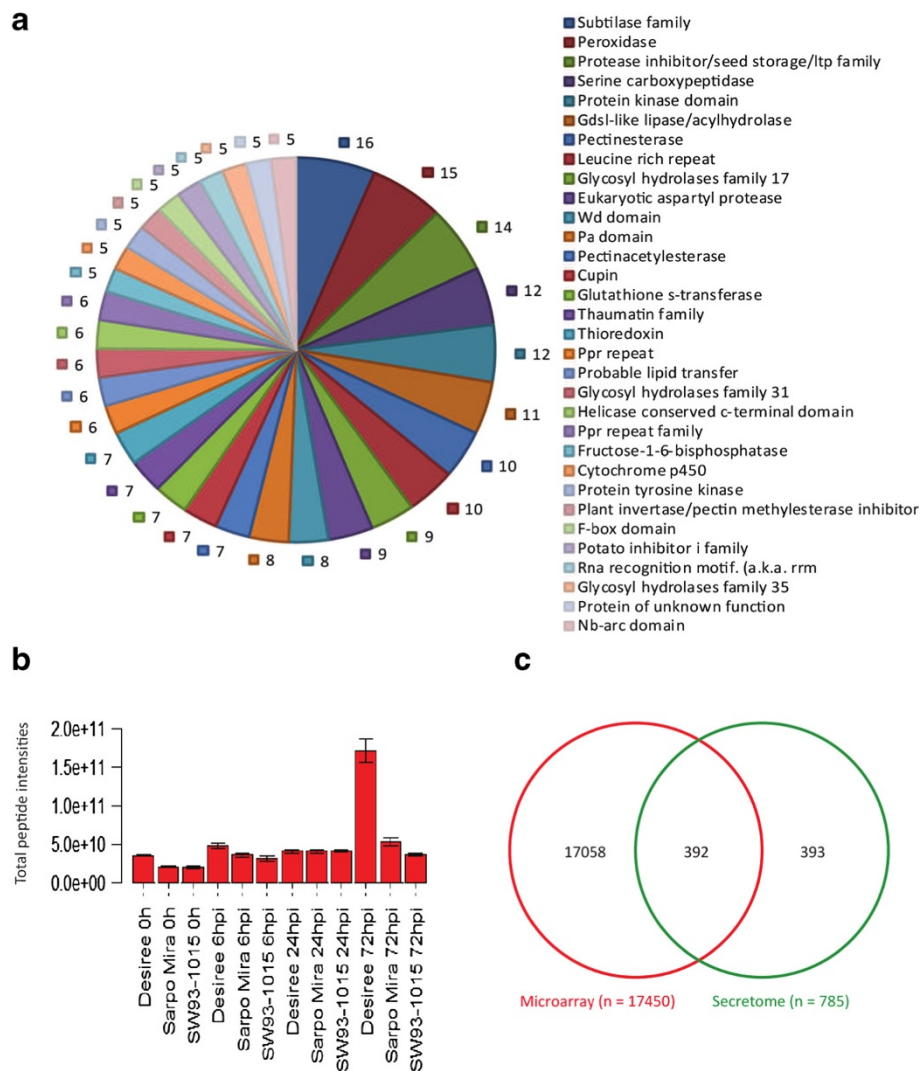 a
Subtilase family
Peroxidase
Protease inhibitor/seed storage/ltp family
Serine carboxypeptidase
Protein kinase domain
Gdsl-like lipase/acylhydrolase
Pectinesterase
Leucine rich repeat
Glycosyl hydrolases family 17
Eukaryotic aspartyl protease
Wd domain
Pa domain
Pectinacetylesterase
Cupin
Glutathione s-transferase
Thaumatin family
Thioredoxin
Ppr repeat
Probable lipid transfer
Glycosyl hydrolases family 31
Helicase conserved c-terminal domain
Ppr repeat family
Fructose-1-6-bisphosphatase
Cytochrome p450
Protein tyrosine kinase
Plant invertase/pectin methylesterase inhibitor
F-box domain
Potato inhibitor i family
Rna recognition motif. (a.k.a. rrm
Glycosyl hydrolases family 35
Protein of unknown function
Nb-arc domain
16
15
14
12
12
11
10
10
9
9
8
8
7
7
7
7
7
6
6
6
6
6
5
5
5
5
5
5
5
5
5
5
b
Total peptide intensities
2.0e+11
1.5e+11
1.0e+11
5.0e+10
0.0e+00
Desiree 0h
Sarpo Mira 0h
SW93-1015 0h
Desiree 6hpi
Sarpo Mira 6hpi
SW93-1015 6hpi
Desiree 24hpi
Sarpo Mira 24hpi
SW93-1015 24hpi
Desiree 72hpi
Sarpo Mira 72hpi
SW93-1015 72hpi
c
17058
392
393
Microarray (n = 17450)
Secretome (n = 785)